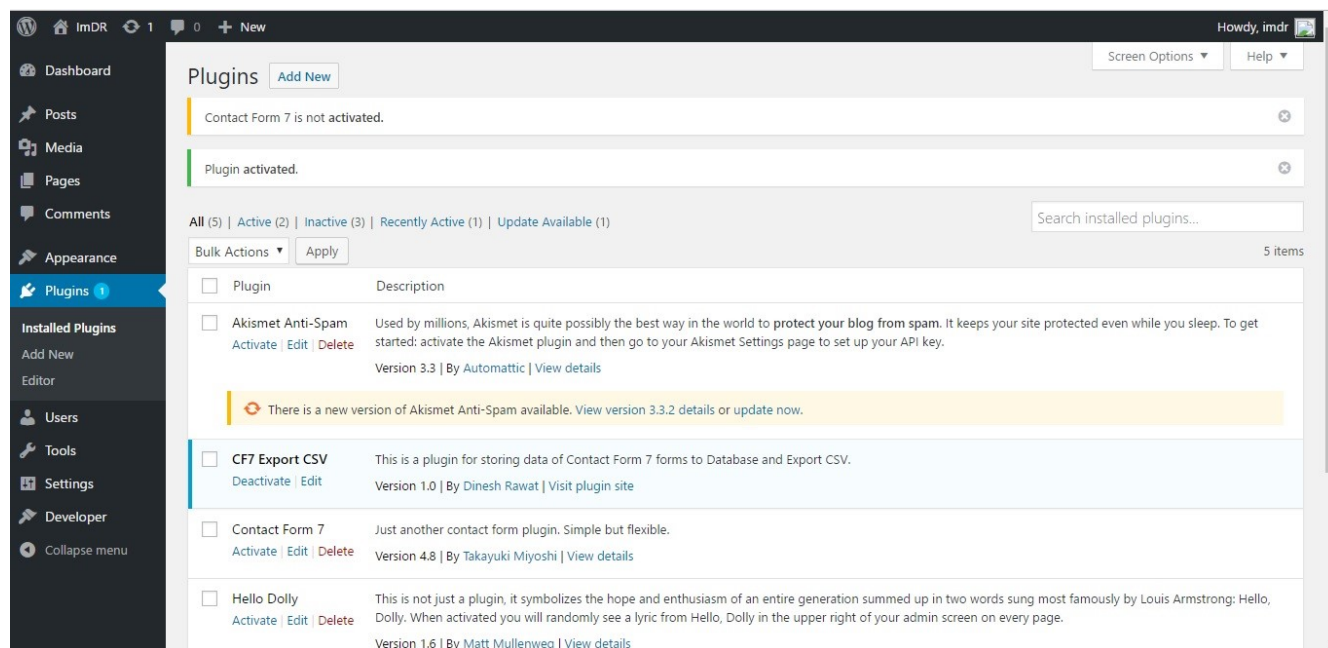 ImDR 1 0 New Howdy, imdr
Screen Options Help
Dashboard
Posts
Media
Pages
Comments
Appearance
Plugins 1
Installed Plugins
Add New
Editor
Users
Tools
Settings
Developer
Collapse menu
Plugins Add New
Contact Form 7 is not activated.
Plugin activated.
All (5) | Active (2) | Inactive (3) | Recently Active (1) | Update Available (1)
Search installed plugins...
Bulk Actions Apply
5 items
Plugin Description
Akismet Anti-Spam
Activate | Edit | Delete
Used by millions, Akismet is quite possibly the best way in the world to protect your blog from spam. It keeps your site protected even while you sleep. To get
started: activate the Akismet plugin and then go to your Akismet Settings page to set up your API key.
Version 3.3 | By Automattic | View details
There is a new version of Akismet Anti-Spam available. View version 3.3.2 details or update now.
CF7 Export CSV
Deactivate | Edit
This is a plugin for storing data of Contact Form 7 forms to Database and Export CSV.
Version 1.0 | By Dinesh Rawat | Visit plugin site
Contact Form 7
Activate | Edit | Delete
Just another contact form plugin. Simple but flexible.
Version 4.8 | By Takayuki Miyoshi | View details
Hello Dolly
Activate | Edit | Delete
This is not just a plugin, it symbolizes the hope and enthusiasm of an entire generation summed up in two words sung most famously by Louis Armstrong: Hello,
Dolly. When activated you will randomly see a lyric from Hello, Dolly in the upper right of your admin screen on every page.
Version 1.6 | By Matt Mullenweg | View details